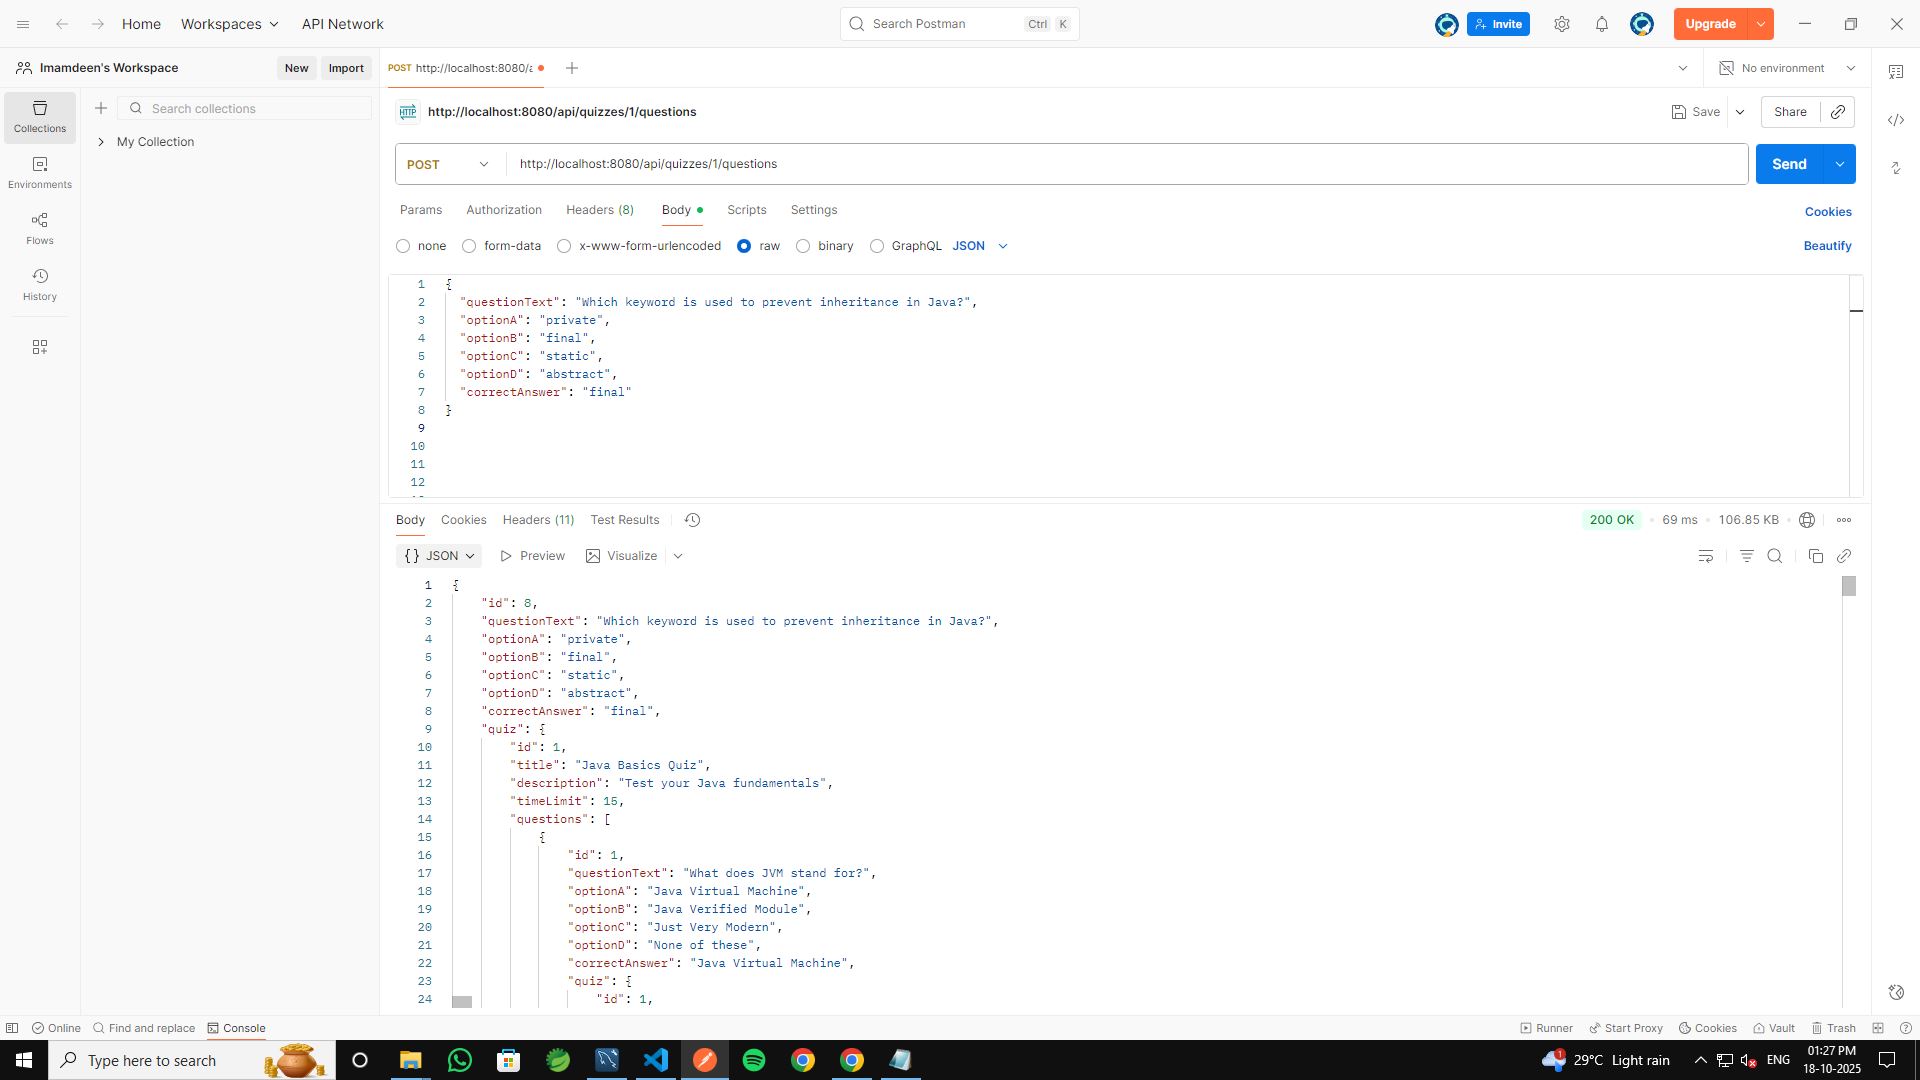 Home
Workspaces
API Network
Search Postman
Ctrl K
Invite
Upgrade
Imamdeen's Workspace
New
Import
POST http://localhost:8080/a
No environment
Collections
Search collections
My Collection
HTTP http://localhost:8080/api/quizzes/1/questions
Save
Share
Environments
POST
http://localhost:8080/api/quizzes/1/questions
Send
Flows
Params
Authorization
Headers (8)
Body
Scripts
Settings
Cookies
none
form-data
x-www-form-urlencoded
raw
binary
GraphQL
JSON
Beautify
History
1 {
2 "questionText": "Which keyword is used to prevent inheritance in Java?",
3 "optionA": "private",
4 "optionB": "final",
5 "optionC": "static",
6 "optionD": "abstract",
7 "correctAnswer": "final"
8 }
9
10
11
12
Body
Cookies
Headers (11)
Test Results
200 OK
69 ms
106.85 KB
{} JSON
Preview
Visualize
1 {
2 "id": 8,
3 "questionText": "Which keyword is used to prevent inheritance in Java?",
4 "optionA": "private",
5 "optionB": "final",
6 "optionC": "static",
7 "optionD": "abstract",
8 "correctAnswer": "final",
9 "quiz": {
10 "id": 1,
11 "title": "Java Basics Quiz",
12 "description": "Test your Java fundamentals",
13 "timeLimit": 15,
14 "questions": [
15 {
16 "id": 1,
17 "questionText": "What does JVM stand for?",
18 "optionA": "Java Virtual Machine",
19 "optionB": "Java Verified Module",
20 "optionC": "Just Very Modern",
21 "optionD": "None of these",
22 "correctAnswer": "Java Virtual Machine",
23 "quiz": {
24 "id": 1,
Online
Find and replace
Console
Runner
Start Proxy
Cookies
Vault
Trash
Type here to search
1
29°C Light rain
ENG
01:27 PM
18-10-2025